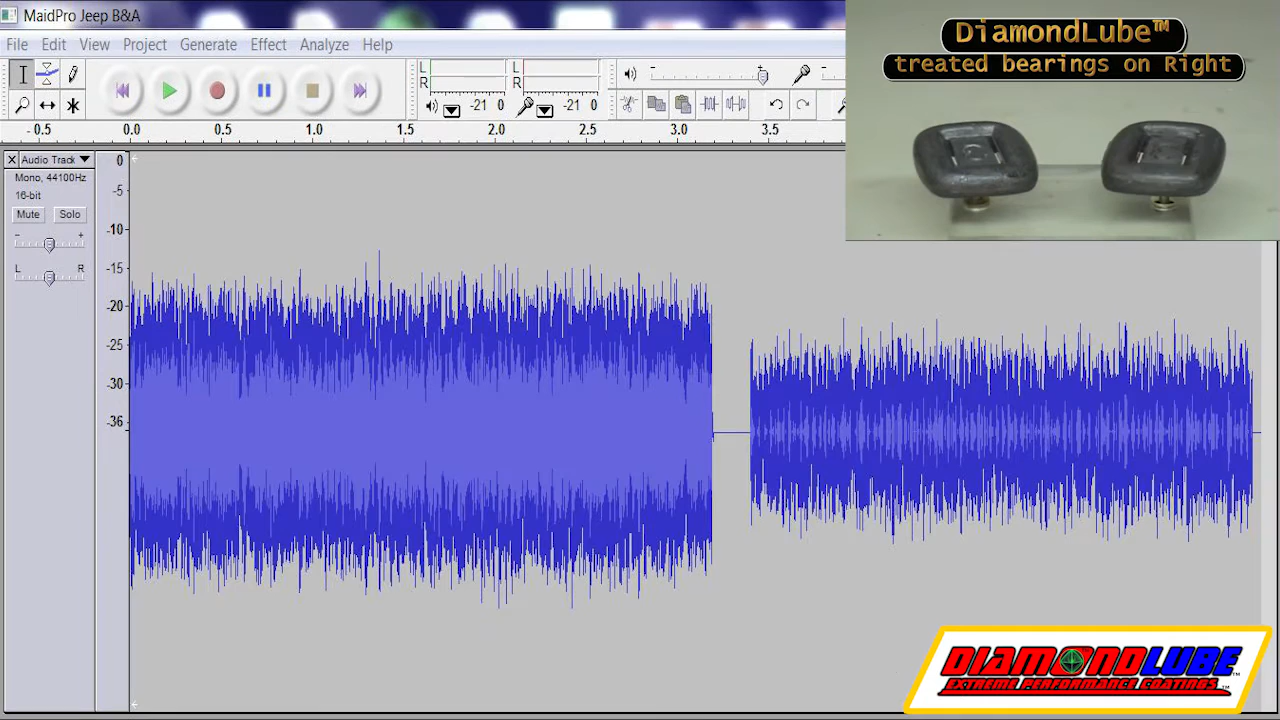 MaidPro Jeep B&A
DiamondLube™
treated bearings on Right
File Edit View Project Generate Effect Analyze Help
L R L R
-21 0 -21 0
- 0.5 0.0 0.5 1.0 1.5 2.0 2.5 3.0 3.5
Audio Track
Mono, 44100Hz
16-bit
Mute Solo
- +
L R
0
-5
-10
-15
-20
-25
-30
-36
DIAMONDLUBE™
EXTREME PERFORMANCE COATINGS™